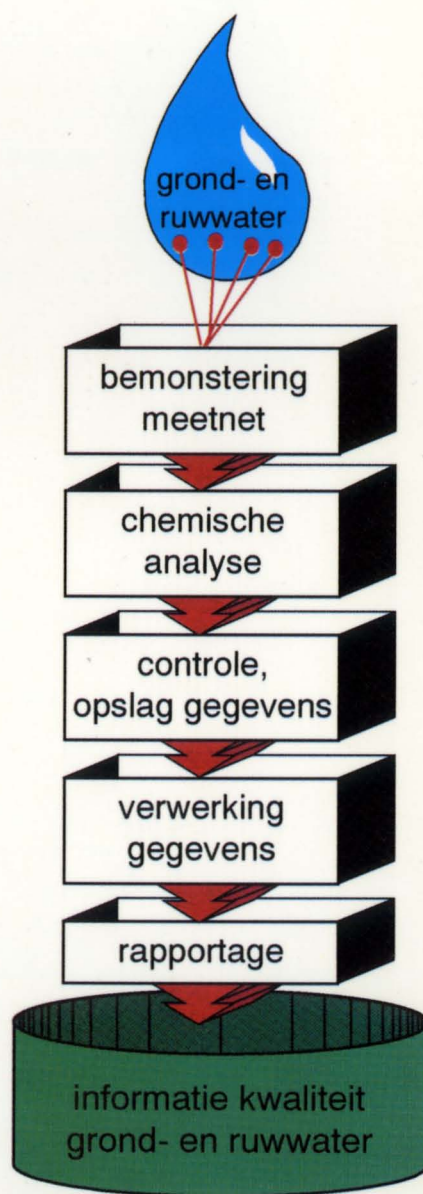 grond- en
ruwwater
bemonstering
meetnet
chemische
analyse
controle,
opslag gegevens
verwerking
gegevens
rapportage
informatie kwaliteit
grond- en ruwwater